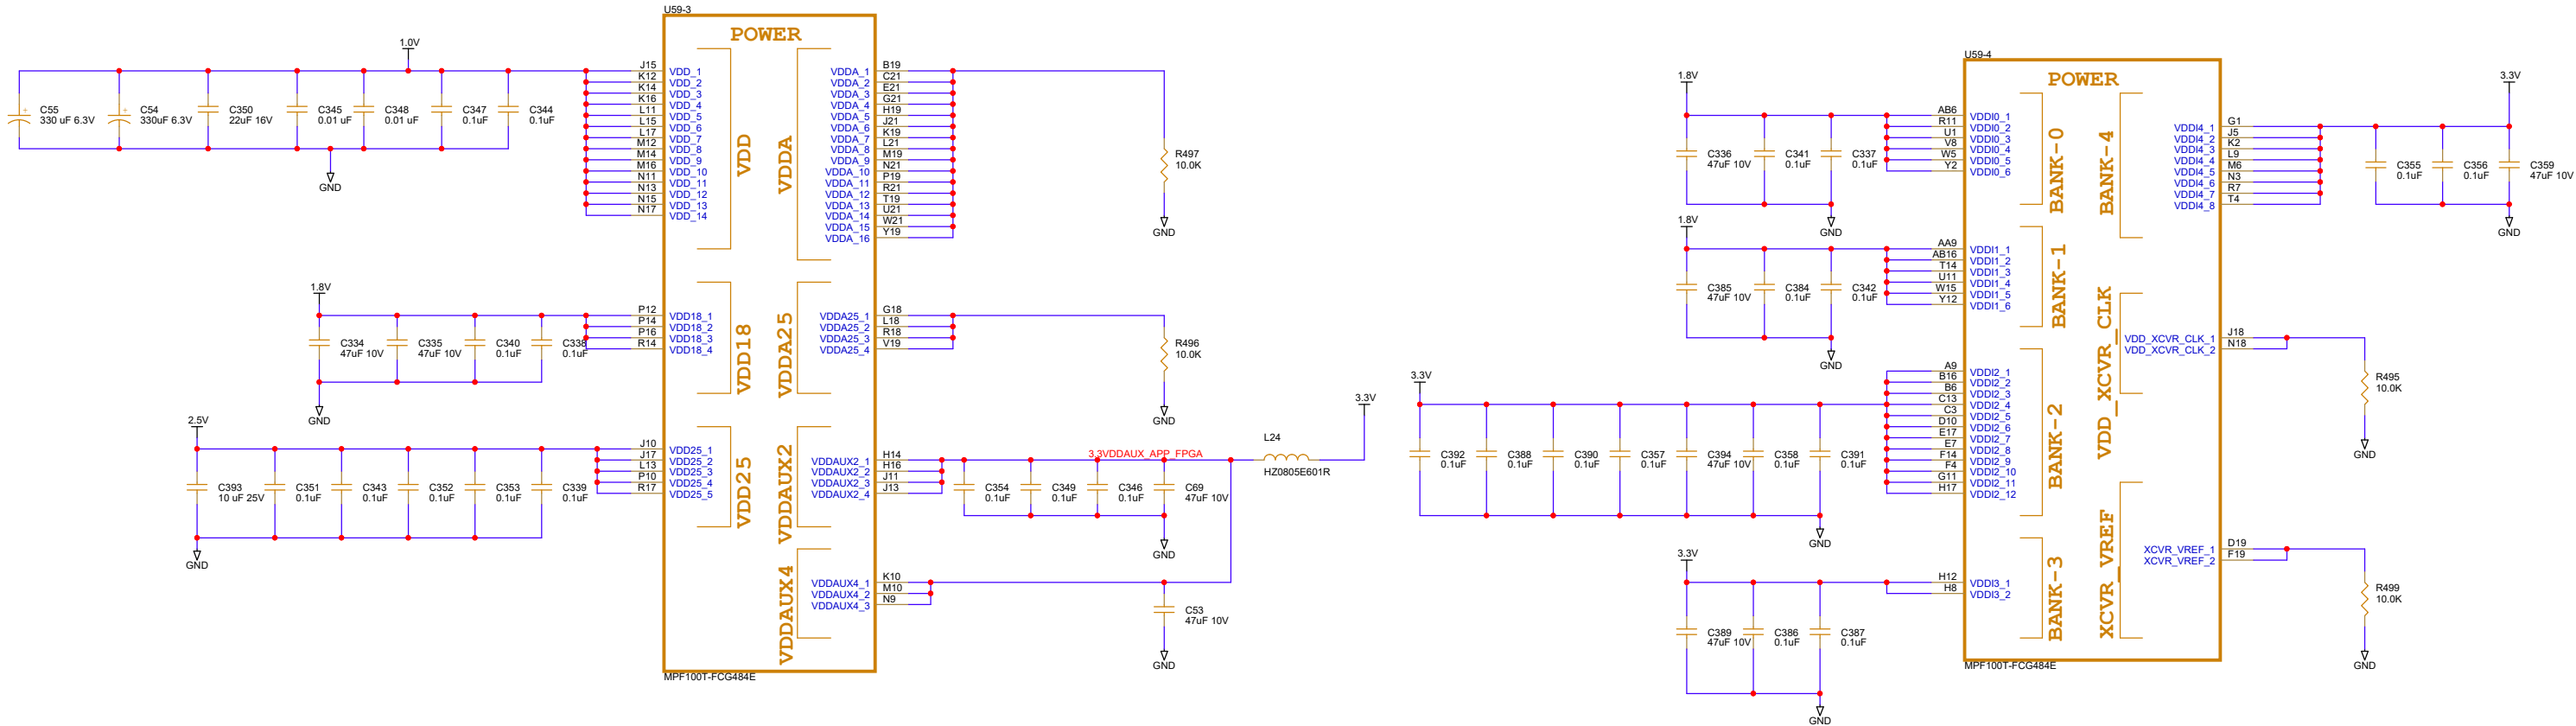 U59-3
POWER
1.0V
C55
330 uF 6.3V
C54
330uF 6.3V
C350
22uF 16V
C345
0.01 uF
C348
0.01 uF
C347
0.1uF
C344
0.1uF
GND
J15 VDD_1
K12 VDD_2
K14 VDD_3
K16 VDD_4
L11 VDD_5
L15 VDD_6
L17 VDD_7
M12 VDD_8
M14 VDD_9
M16 VDD_10
N11 VDD_11
N13 VDD_12
N15 VDD_13
N17 VDD_14
VDD
VDDA
VDDA_1 B19
VDDA_2 C21
VDDA_3 E21
VDDA_4 G21
VDDA_5 H19
VDDA_6 J21
VDDA_7 K19
VDDA_8 L21
VDDA_9 M19
VDDA_10 N21
VDDA_11 P19
VDDA_12 R21
VDDA_13 T19
VDDA_14 U21
VDDA_15 W21
VDDA_16 Y19
R497
10.0K
GND
1.8V
C334
47uF 10V
C335
47uF 10V
C340
0.1uF
C338
0.1uF
GND
P12 VDD18_1
P14 VDD18_2
P16 VDD18_3
R14 VDD18_4
VDD18
VDDA25
VDDA25_1 G18
VDDA25_2 L18
VDDA25_3 R18
VDDA25_4 V19
R496
10.0K
GND
2.5V
C393
10 uF 25V
C351
0.1uF
C343
0.1uF
C352
0.1uF
C353
0.1uF
C339
0.1uF
GND
J10 VDD25_1
J17 VDD25_2
L13 VDD25_3
P10 VDD25_4
R17 VDD25_5
VDD25
VDDAUX2
VDDAUX2_1 H14
VDDAUX2_2 H16
VDDAUX2_3 J11
VDDAUX2_4 J13
3.3VDDAUX_APP_FPGA
L24
HZ0805E601R
3.3V
C354
0.1uF
C349
0.1uF
C346
0.1uF
C69
47uF 10V
GND
VDDAUX4
VDDAUX4_1 K10
VDDAUX4_2 M10
VDDAUX4_3 N9
C53
47uF 10V
GND
MPF100T-FCG484E
U59-4
POWER
1.8V
C336
47uF 10V
C341
0.1uF
C337
0.1uF
GND
AB6 VDDI0_1
R11 VDDI0_2
U1 VDDI0_3
V8 VDDI0_4
W5 VDDI0_5
Y2 VDDI0_6
BANK-0
BANK-4
VDDI4_1 G1
VDDI4_2 J5
VDDI4_3 K2
VDDI4_4 L9
VDDI4_5 M6
VDDI4_6 N3
VDDI4_7 R7
VDDI4_8 T4
3.3V
C355
0.1uF
C356
0.1uF
C359
47uF 10V
GND
1.8V
C385
47uF 10V
C384
0.1uF
C342
0.1uF
GND
AA9 VDDI1_1
AB16 VDDI1_2
T14 VDDI1_3
U11 VDDI1_4
W15 VDDI1_5
Y12 VDDI1_6
BANK-1
VDD_XCVR_CLK
VDD_XCVR_CLK_1 J18
VDD_XCVR_CLK_2 N18
R495
10.0K
GND
3.3V
C392
0.1uF
C388
0.1uF
C390
0.1uF
C357
0.1uF
C394
47uF 10V
C358
0.1uF
C391
0.1uF
GND
A9 VDDI2_1
B16 VDDI2_2
B6 VDDI2_3
C13 VDDI2_4
C3 VDDI2_5
D10 VDDI2_6
E17 VDDI2_7
E7 VDDI2_8
F14 VDDI2_9
F4 VDDI2_10
G11 VDDI2_11
H17 VDDI2_12
BANK-2
XCVR_VREF
XCVR_VREF_1 D19
XCVR_VREF_2 F19
R499
10.0K
GND
3.3V
C389
47uF 10V
C386
0.1uF
C387
0.1uF
GND
H12 VDDI3_1
H8 VDDI3_2
BANK-3
MPF100T-FCG484E